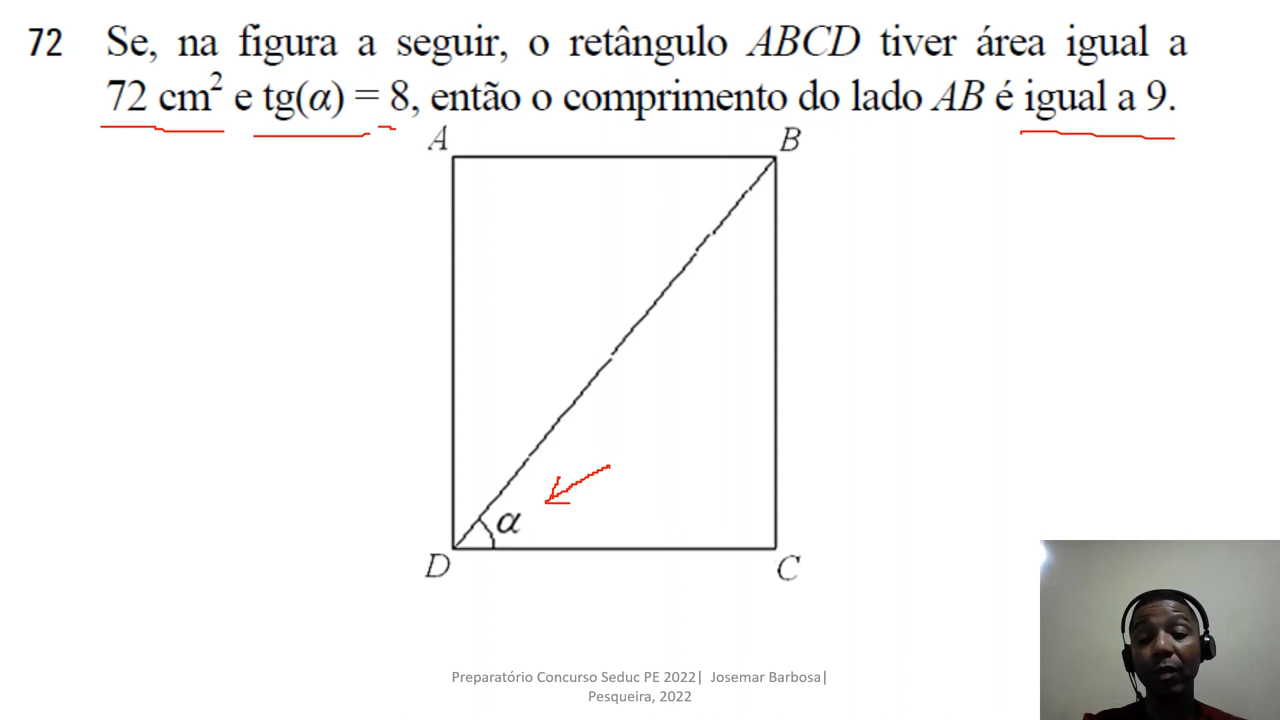 72 Se, na figura a seguir, o retângulo ABCD tiver área igual a
72 cm² e tg(α) = 8, então o comprimento do lado AB é igual a 9.
A
B
α
D
C
Preparatório Concurso Seduc PE 2022| Josemar Barbosa|
Pesqueira, 2022